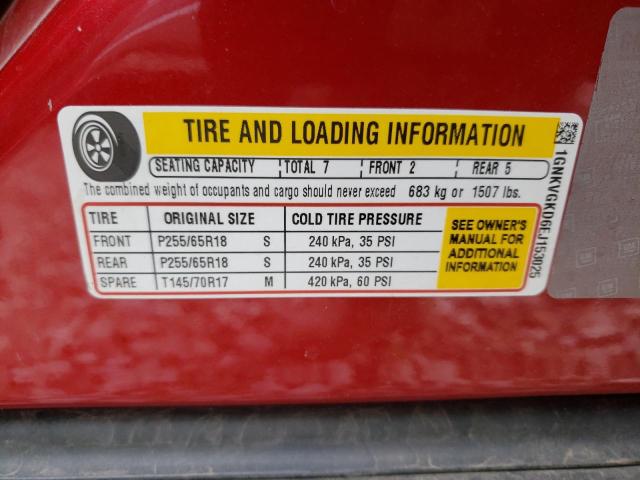 TIRE AND LOADING INFORMATION
SEATING CAPACITY TOTAL 7 FRONT 2 REAR 5
The combined weight of occupants and cargo should never exceed 683 kg or 1507 lbs.
TIRE ORIGINAL SIZE COLD TIRE PRESSURE
FRONT P255/65R18 S 240 kPa, 35 PSI
REAR P255/65R18 S 240 kPa, 35 PSI
SPARE T145/70R17 M 420 kPa, 60 PSI
SEE OWNER'S
MANUAL FOR
ADDITIONAL
INFORMATION
1GNKVGKD6FJ153025